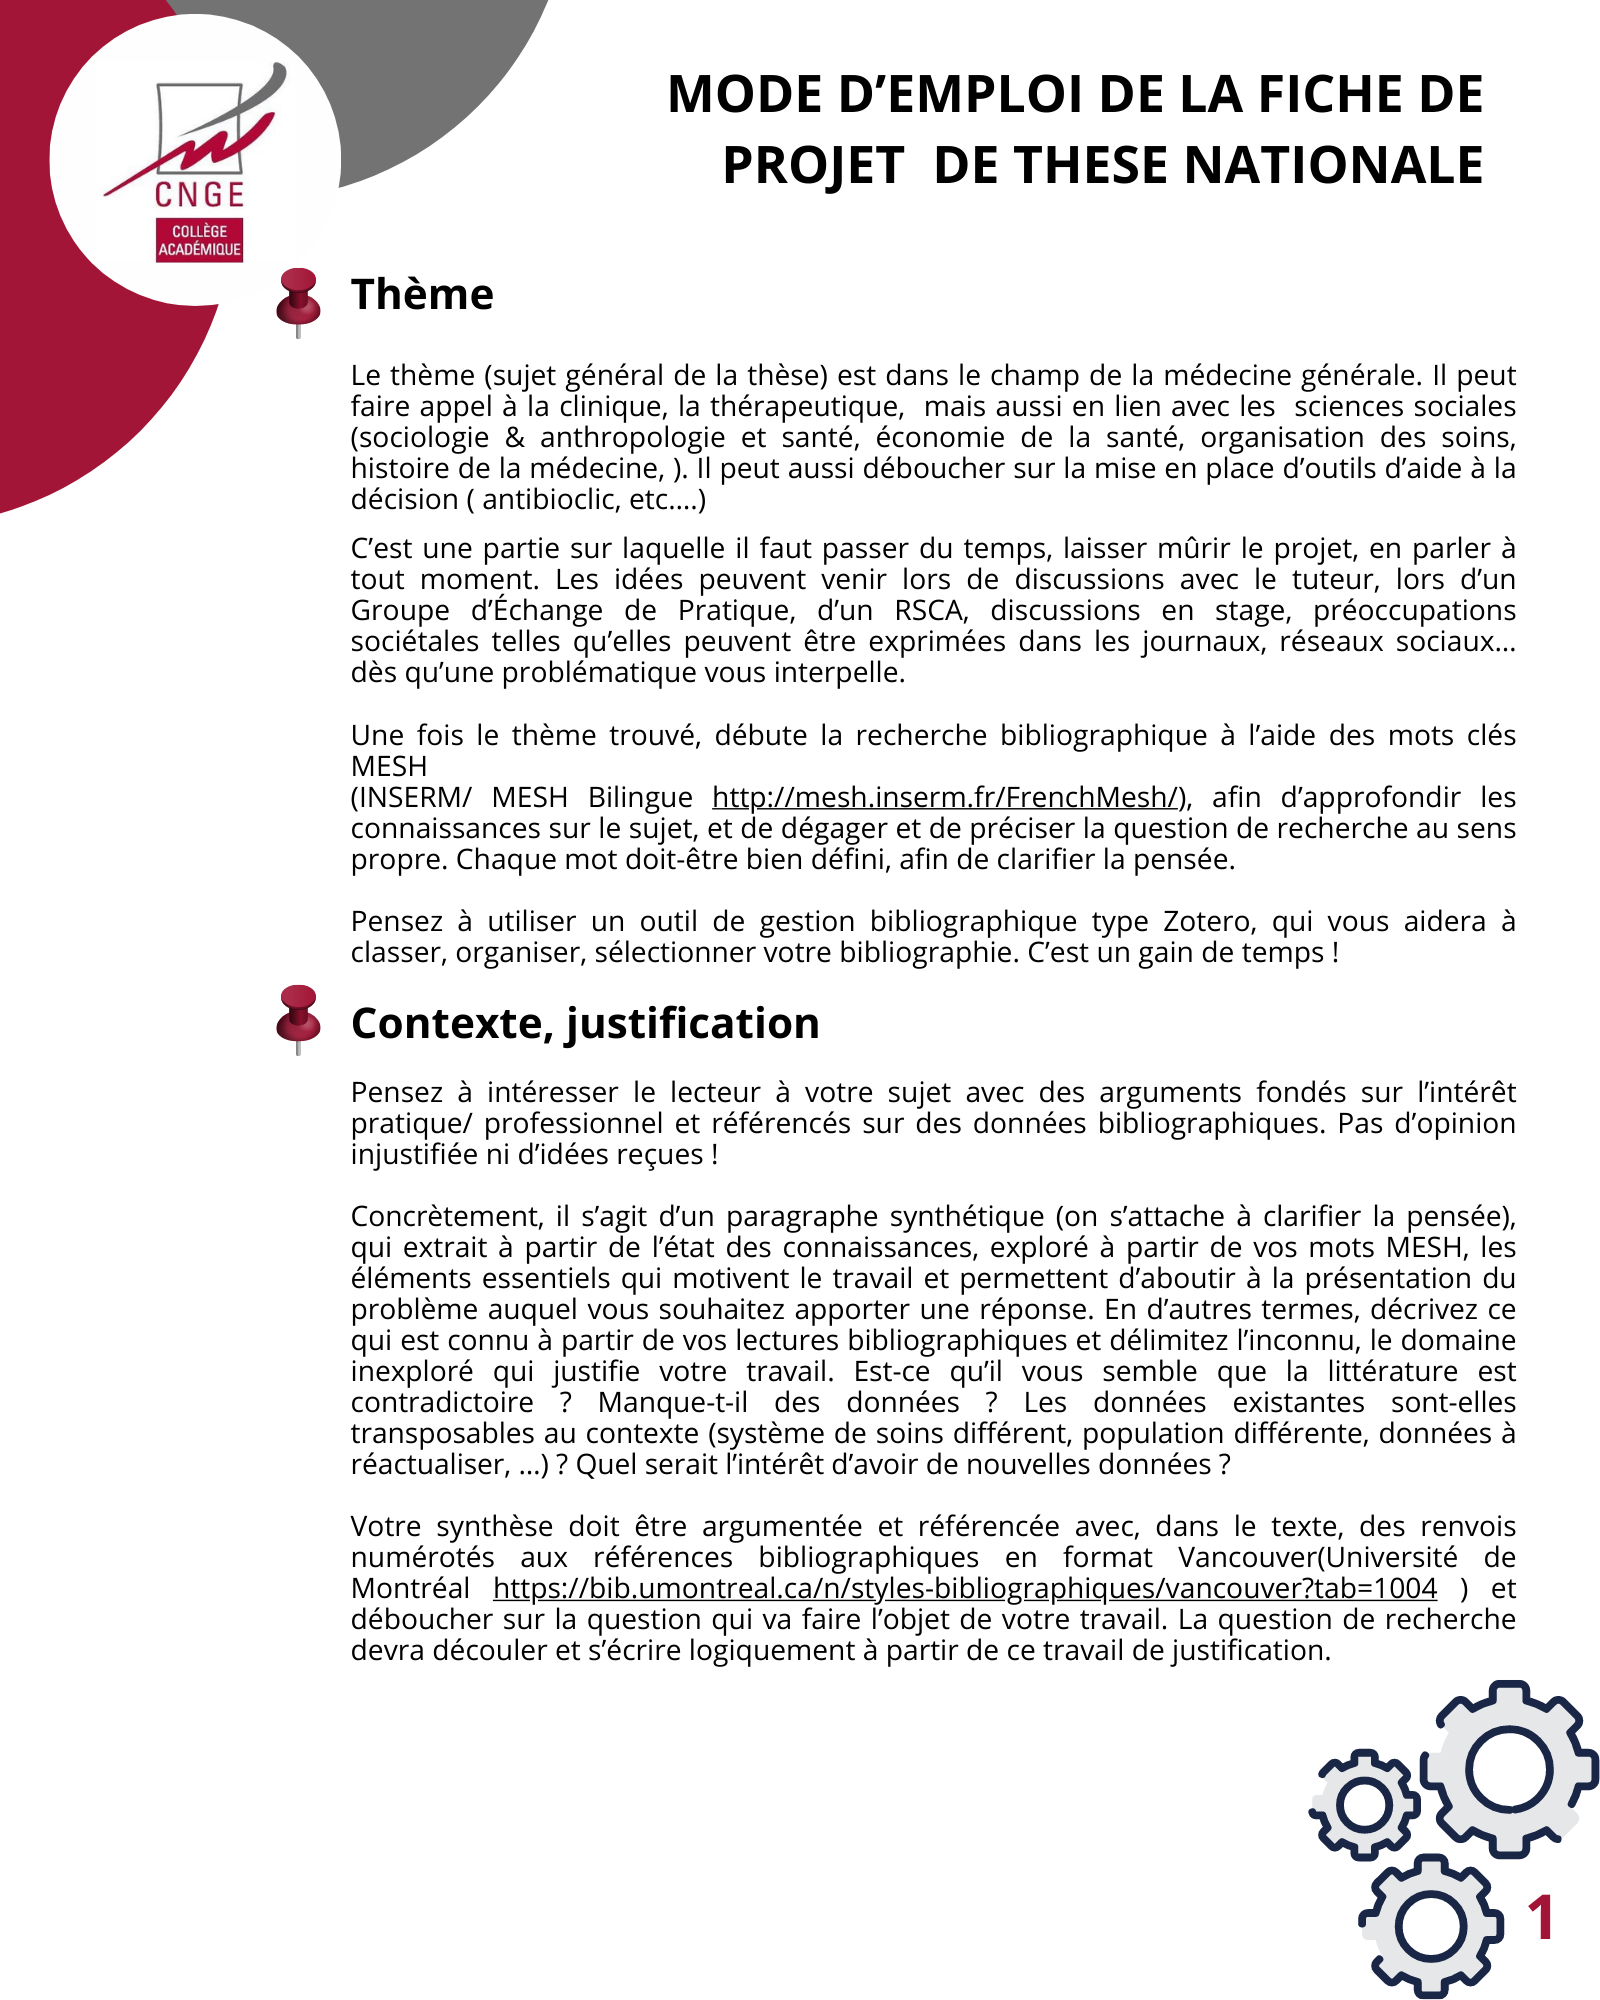 MODE D’EMPLOI DE LA FICHE DE
PROJET  DE THESE NATIONALE
CNGE
COLLÈGE
ACADÉMIQUE
Thème
Le thème (sujet général de la thèse) est dans le champ de la médecine générale. Il peut
faire appel à la clinique, la thérapeutique,  mais aussi en lien avec les  sciences sociales
(sociologie & anthropologie et santé, économie de la santé, organisation des soins,
histoire de la médecine, ). Il peut aussi déboucher sur la mise en place d’outils d’aide à la
décision ( antibioclic, etc….)
C’est une partie sur laquelle il faut passer du temps, laisser mûrir le projet, en parler à
tout moment. Les idées peuvent venir lors de discussions avec le tuteur, lors d’un
Groupe d’Échange de Pratique, d’un RSCA, discussions en stage, préoccupations
sociétales telles qu’elles peuvent être exprimées dans les journaux, réseaux sociaux…
dès qu’une problématique vous interpelle.
Une fois le thème trouvé, débute la recherche bibliographique à l’aide des mots clés
MESH
(INSERM/ MESH Bilingue http://mesh.inserm.fr/FrenchMesh/), afin d’approfondir les
connaissances sur le sujet, et de dégager et de préciser la question de recherche au sens
propre. Chaque mot doit-être bien défini, afin de clarifier la pensée.
Pensez à utiliser un outil de gestion bibliographique type Zotero, qui vous aidera à
classer, organiser, sélectionner votre bibliographie. C’est un gain de temps !
Contexte, justification
Pensez à intéresser le lecteur à votre sujet avec des arguments fondés sur l’intérêt
pratique/ professionnel et référencés sur des données bibliographiques. Pas d’opinion
injustifiée ni d’idées reçues !
Concrètement, il s’agit d’un paragraphe synthétique (on s’attache à clarifier la pensée),
qui extrait à partir de l’état des connaissances, exploré à partir de vos mots MESH, les
éléments essentiels qui motivent le travail et permettent d’aboutir à la présentation du
problème auquel vous souhaitez apporter une réponse. En d’autres termes, décrivez ce
qui est connu à partir de vos lectures bibliographiques et délimitez l’inconnu, le domaine
inexploré qui justifie votre travail. Est-ce qu’il vous semble que la littérature est
contradictoire ? Manque-t-il des données ? Les données existantes sont-elles
transposables au contexte (système de soins différent, population différente, données à
réactualiser, …) ? Quel serait l’intérêt d’avoir de nouvelles données ?
Votre synthèse doit être argumentée et référencée avec, dans le texte, des renvois
numérotés aux références bibliographiques en format Vancouver(Université de
Montréal https://bib.umontreal.ca/n/styles-bibliographiques/vancouver?tab=1004 ) et
déboucher sur la question qui va faire l’objet de votre travail. La question de recherche
devra découler et s’écrire logiquement à partir de ce travail de justification.
1